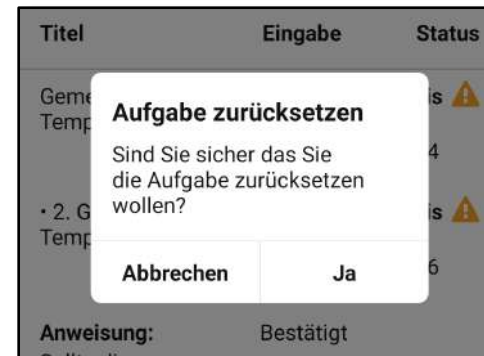 Titel Eingabe Status
Aufgabe zurücksetzen
Sind Sie sicher das Sie
die Aufgabe zurücksetzen
wollen?
Abbrechen Ja
Anweisung: Bestätigt